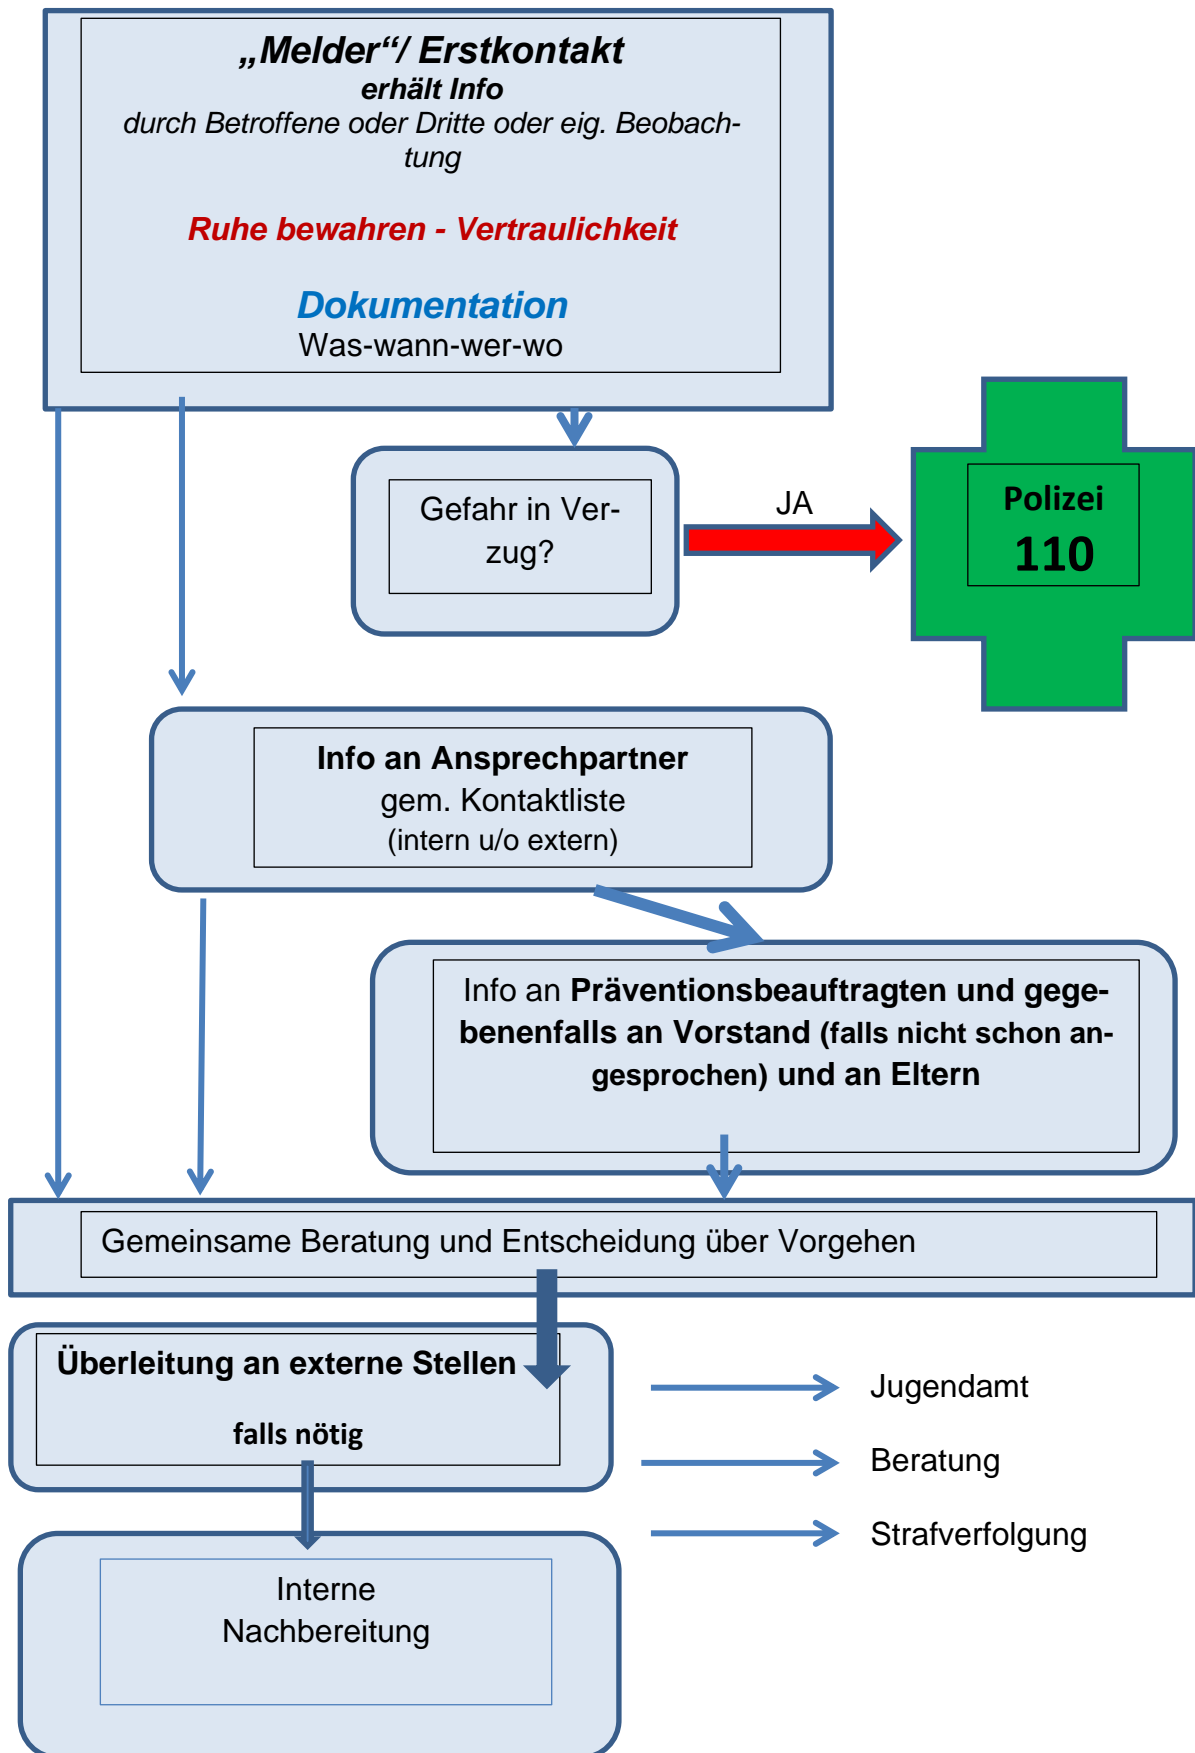 „Melder“/ Erstkontakt
erhält Info
durch Betroffene oder Dritte oder eig. Beobach-
tung
Ruhe bewahren - Vertraulichkeit
Dokumentation
Was-wann-wer-wo
Gefahr in Ver-
zug?
JA
Polizei
110
Info an Ansprechpartner
gem. Kontaktliste
(intern u/o extern)
Info an Präventionsbeauftragten und gege-
benenfalls an Vorstand (falls nicht schon an-
gesprochen) und an Eltern
Gemeinsame Beratung und Entscheidung über Vorgehen
Überleitung an externe Stellen
falls nötig
Jugendamt
Beratung
Strafverfolgung
Interne
Nachbereitung